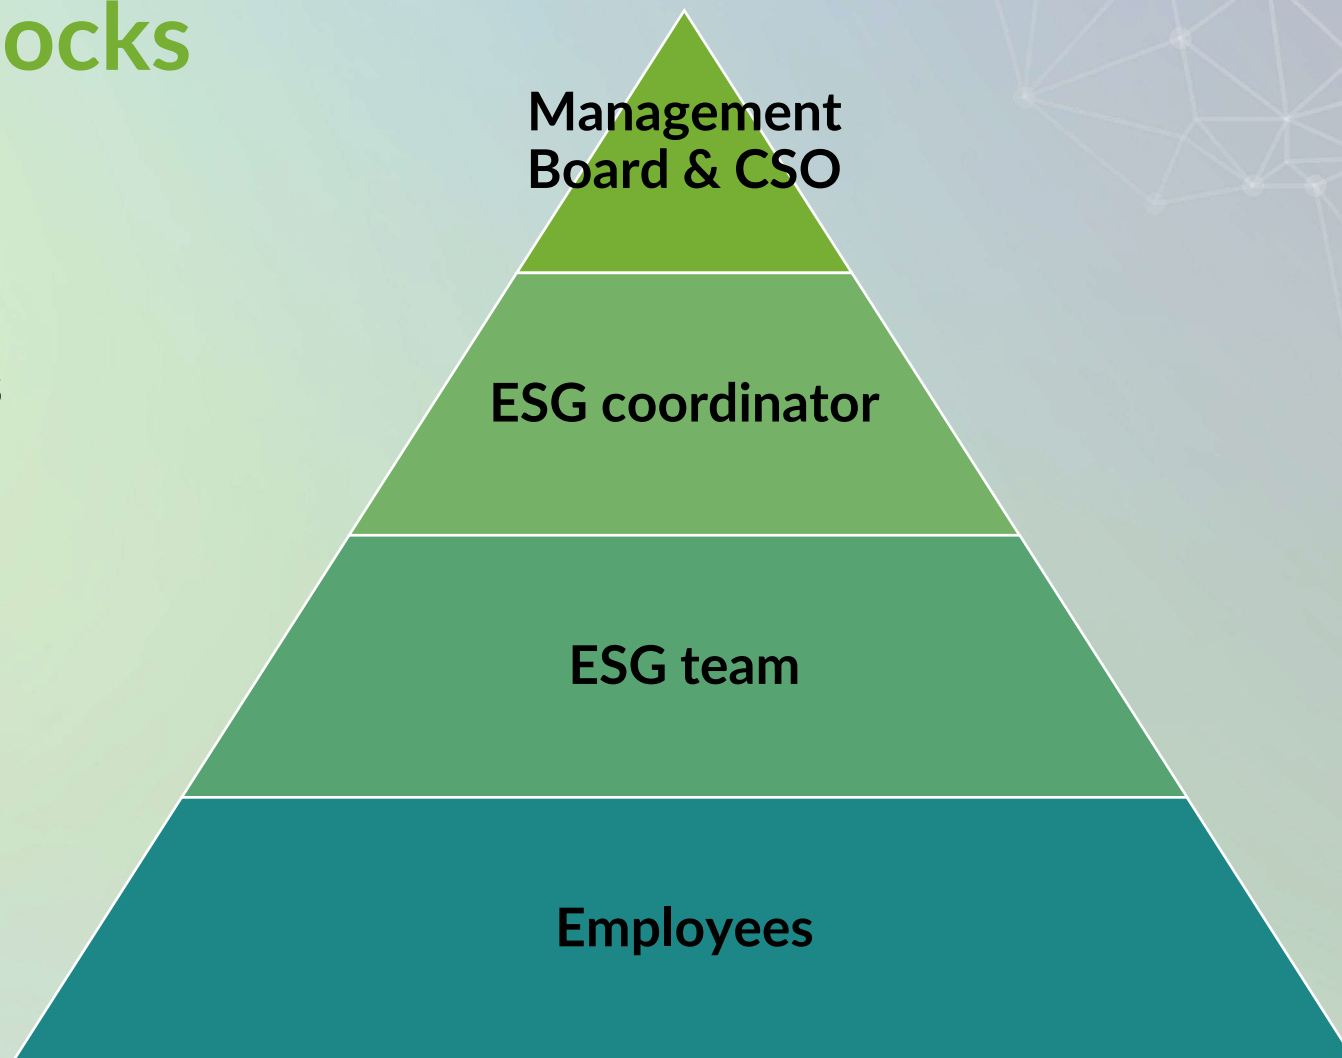 ocks
Management
Board & CSO
ESG coordinator
ESG team
Employees